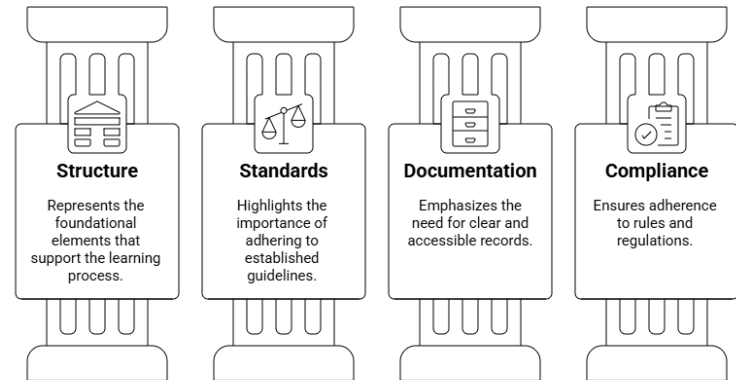 Structure
Represents the
foundational
elements that
support the learning
process.
Standards
Highlights the
importance of
adhering to
established
guidelines.
Documentation
Emphasizes the
need for clear and
accessible records.
Compliance
Ensures adherence
to rules and
regulations.